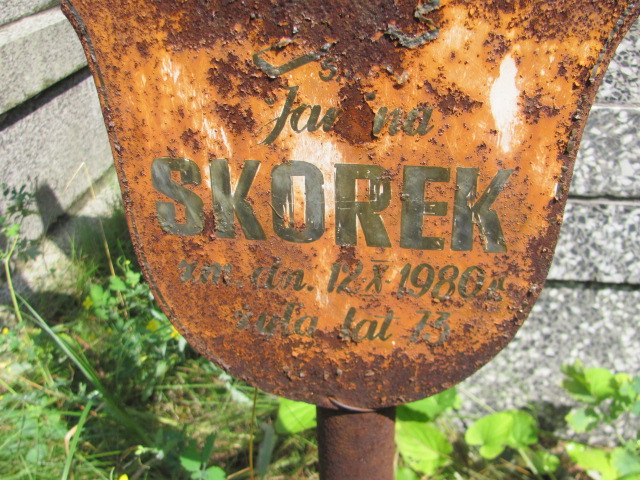 Janina
SKOREK
zm. dn. 12 X 1980 r.
żyła lat 73